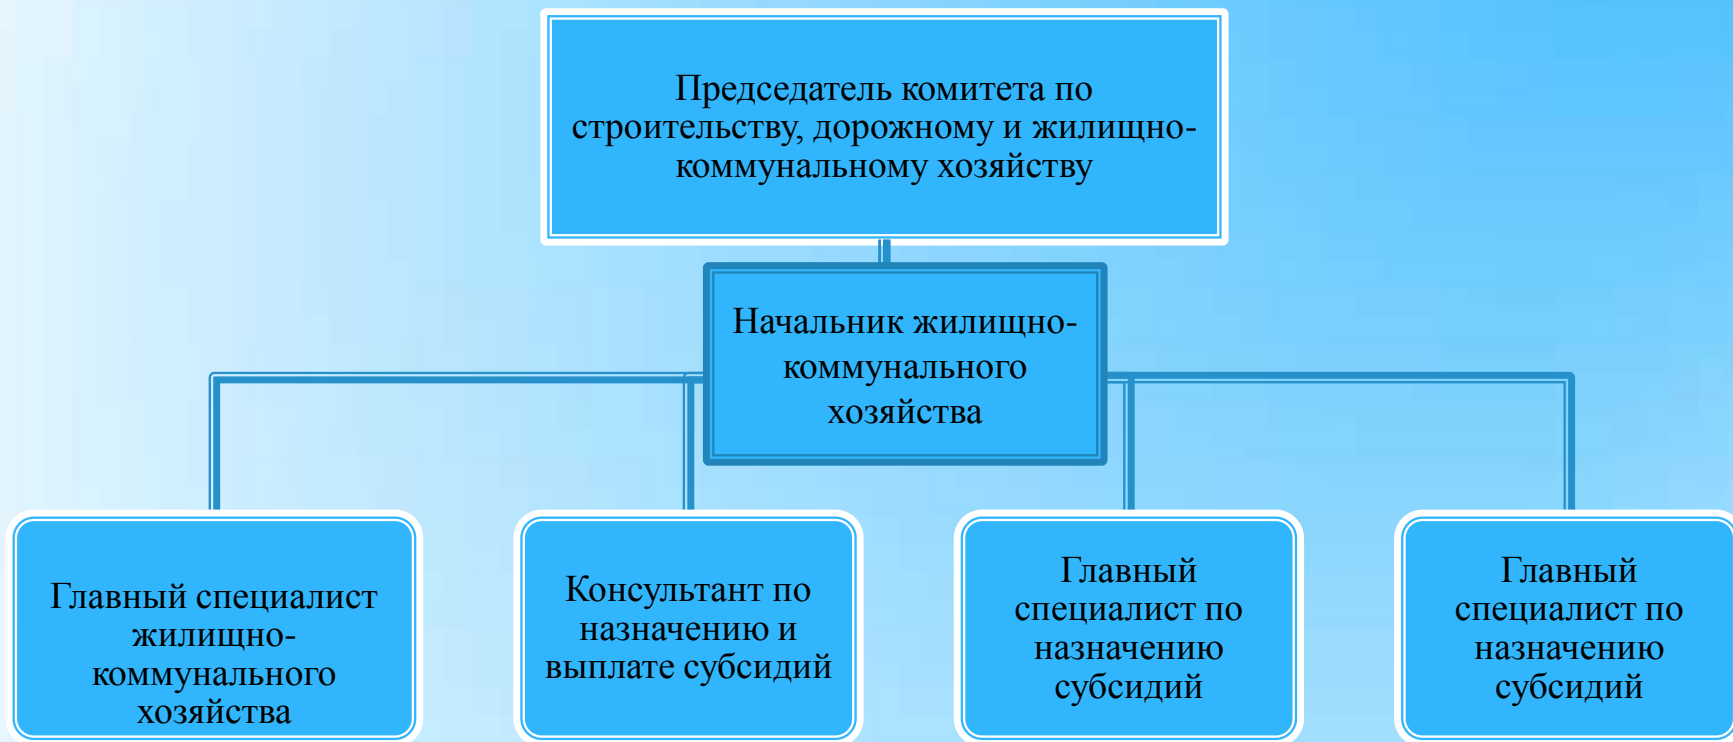 Председатель комитета по
строительству, дорожному и жилищно-
коммунальному хозяйству
Начальник жилищно-
коммунального
хозяйства
Главный специалист
жилищно-
коммунального
хозяйства
Консультант по
назначению и
выплате субсидий
Главный
специалист по
назначению
субсидий
Главный
специалист по
назначению
субсидий